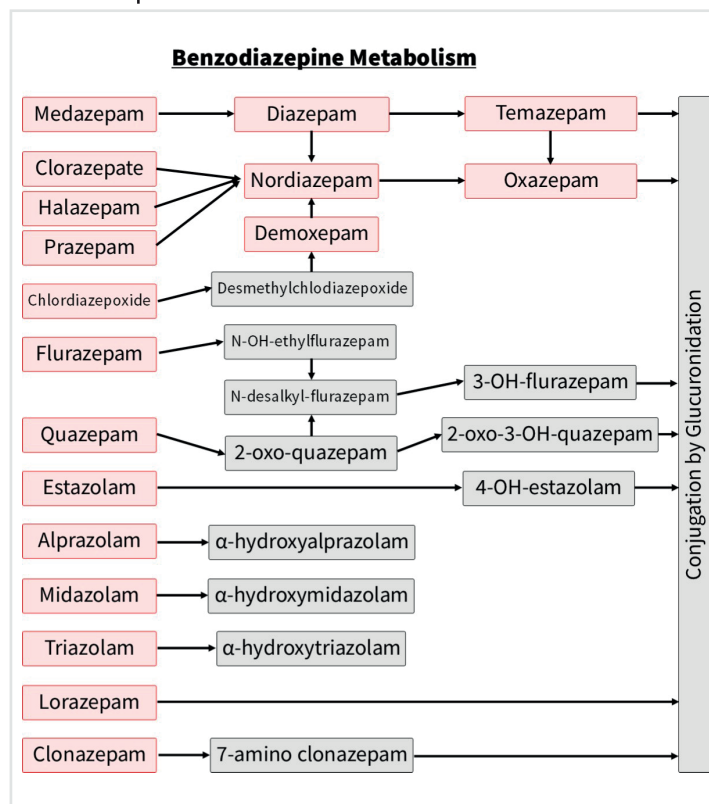 Benzodiazepine Metabolism
Medazepam
Diazepam
Temazepam
Clorazepate
Nordiazepam
Oxazepam
Halazepam
Prazepam
Demoxepam
Chlordiazepoxide
Desmethylchlodiazepoxide
Flurazepam
N-OH-ethylflurazepam
N-desalkyl-flurazepam
3-OH-flurazepam
Quazepam
2-oxo-quazepam
2-oxo-3-OH-quazepam
Estazolam
4-OH-estazolam
Alprazolam
α-hydroxyalprazolam
Midazolam
α-hydroxymidazolam
Triazolam
α-hydroxytriazolam
Lorazepam
Clonazepam
7-amino clonazepam
Conjugation by Glucuronidation